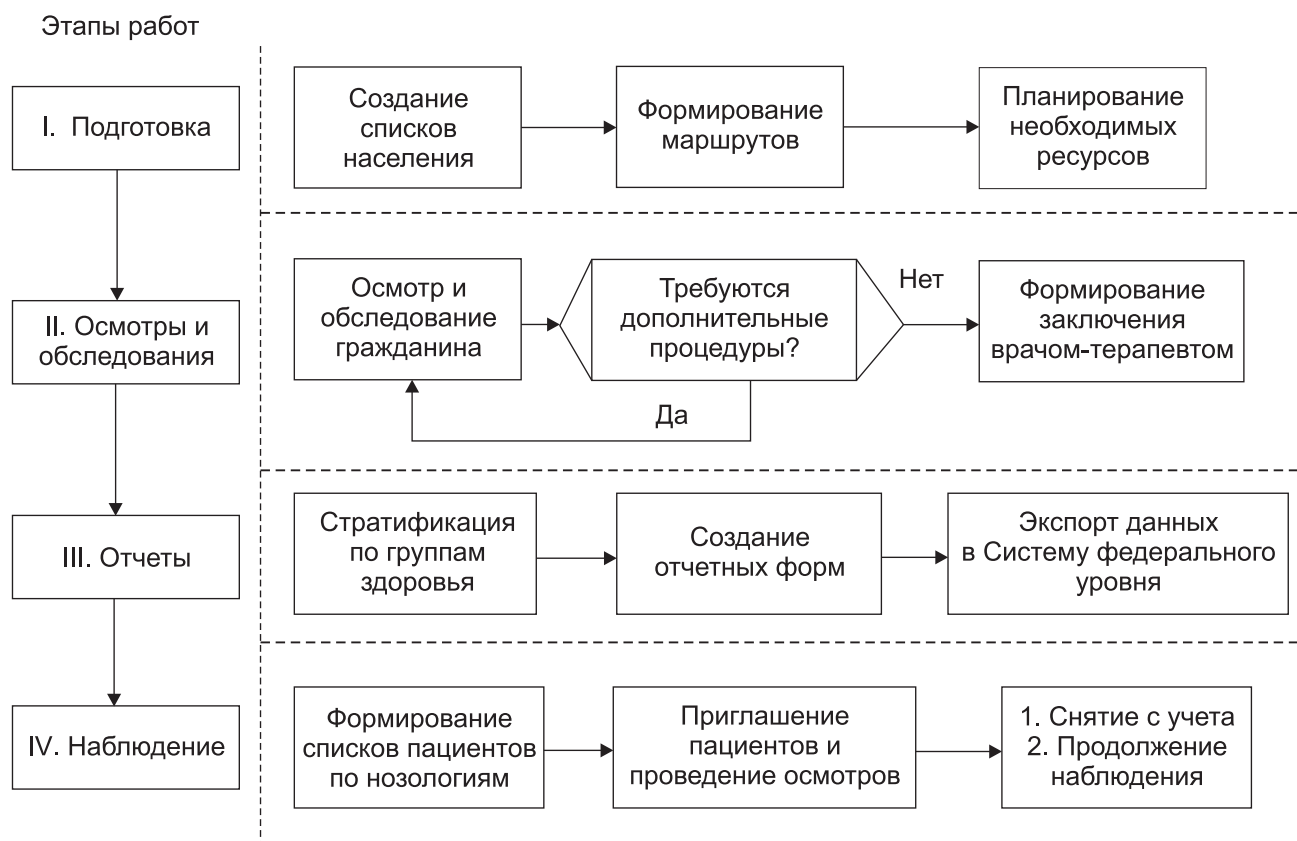 Этапы работ
I. Подготовка
Создание
списков
населения
Формирование
маршрутов
Планирование
необходимых
ресурсов
II. Осмотры и
обследования
Осмотр и
обследование
гражданина
Требуются
дополнительные
процедуры?
Нет
Да
Формирование
заключения
врачом-терапевтом
III. Отчеты
Стратификация
по группам
здоровья
Создание
отчетных форм
Экспорт данных
в Систему федерального
уровня
IV. Наблюдение
Формирование
списков пациентов
по нозологиям
Приглашение
пациентов и
проведение осмотров
1. Снятие с учета
2. Продолжение
наблюдения